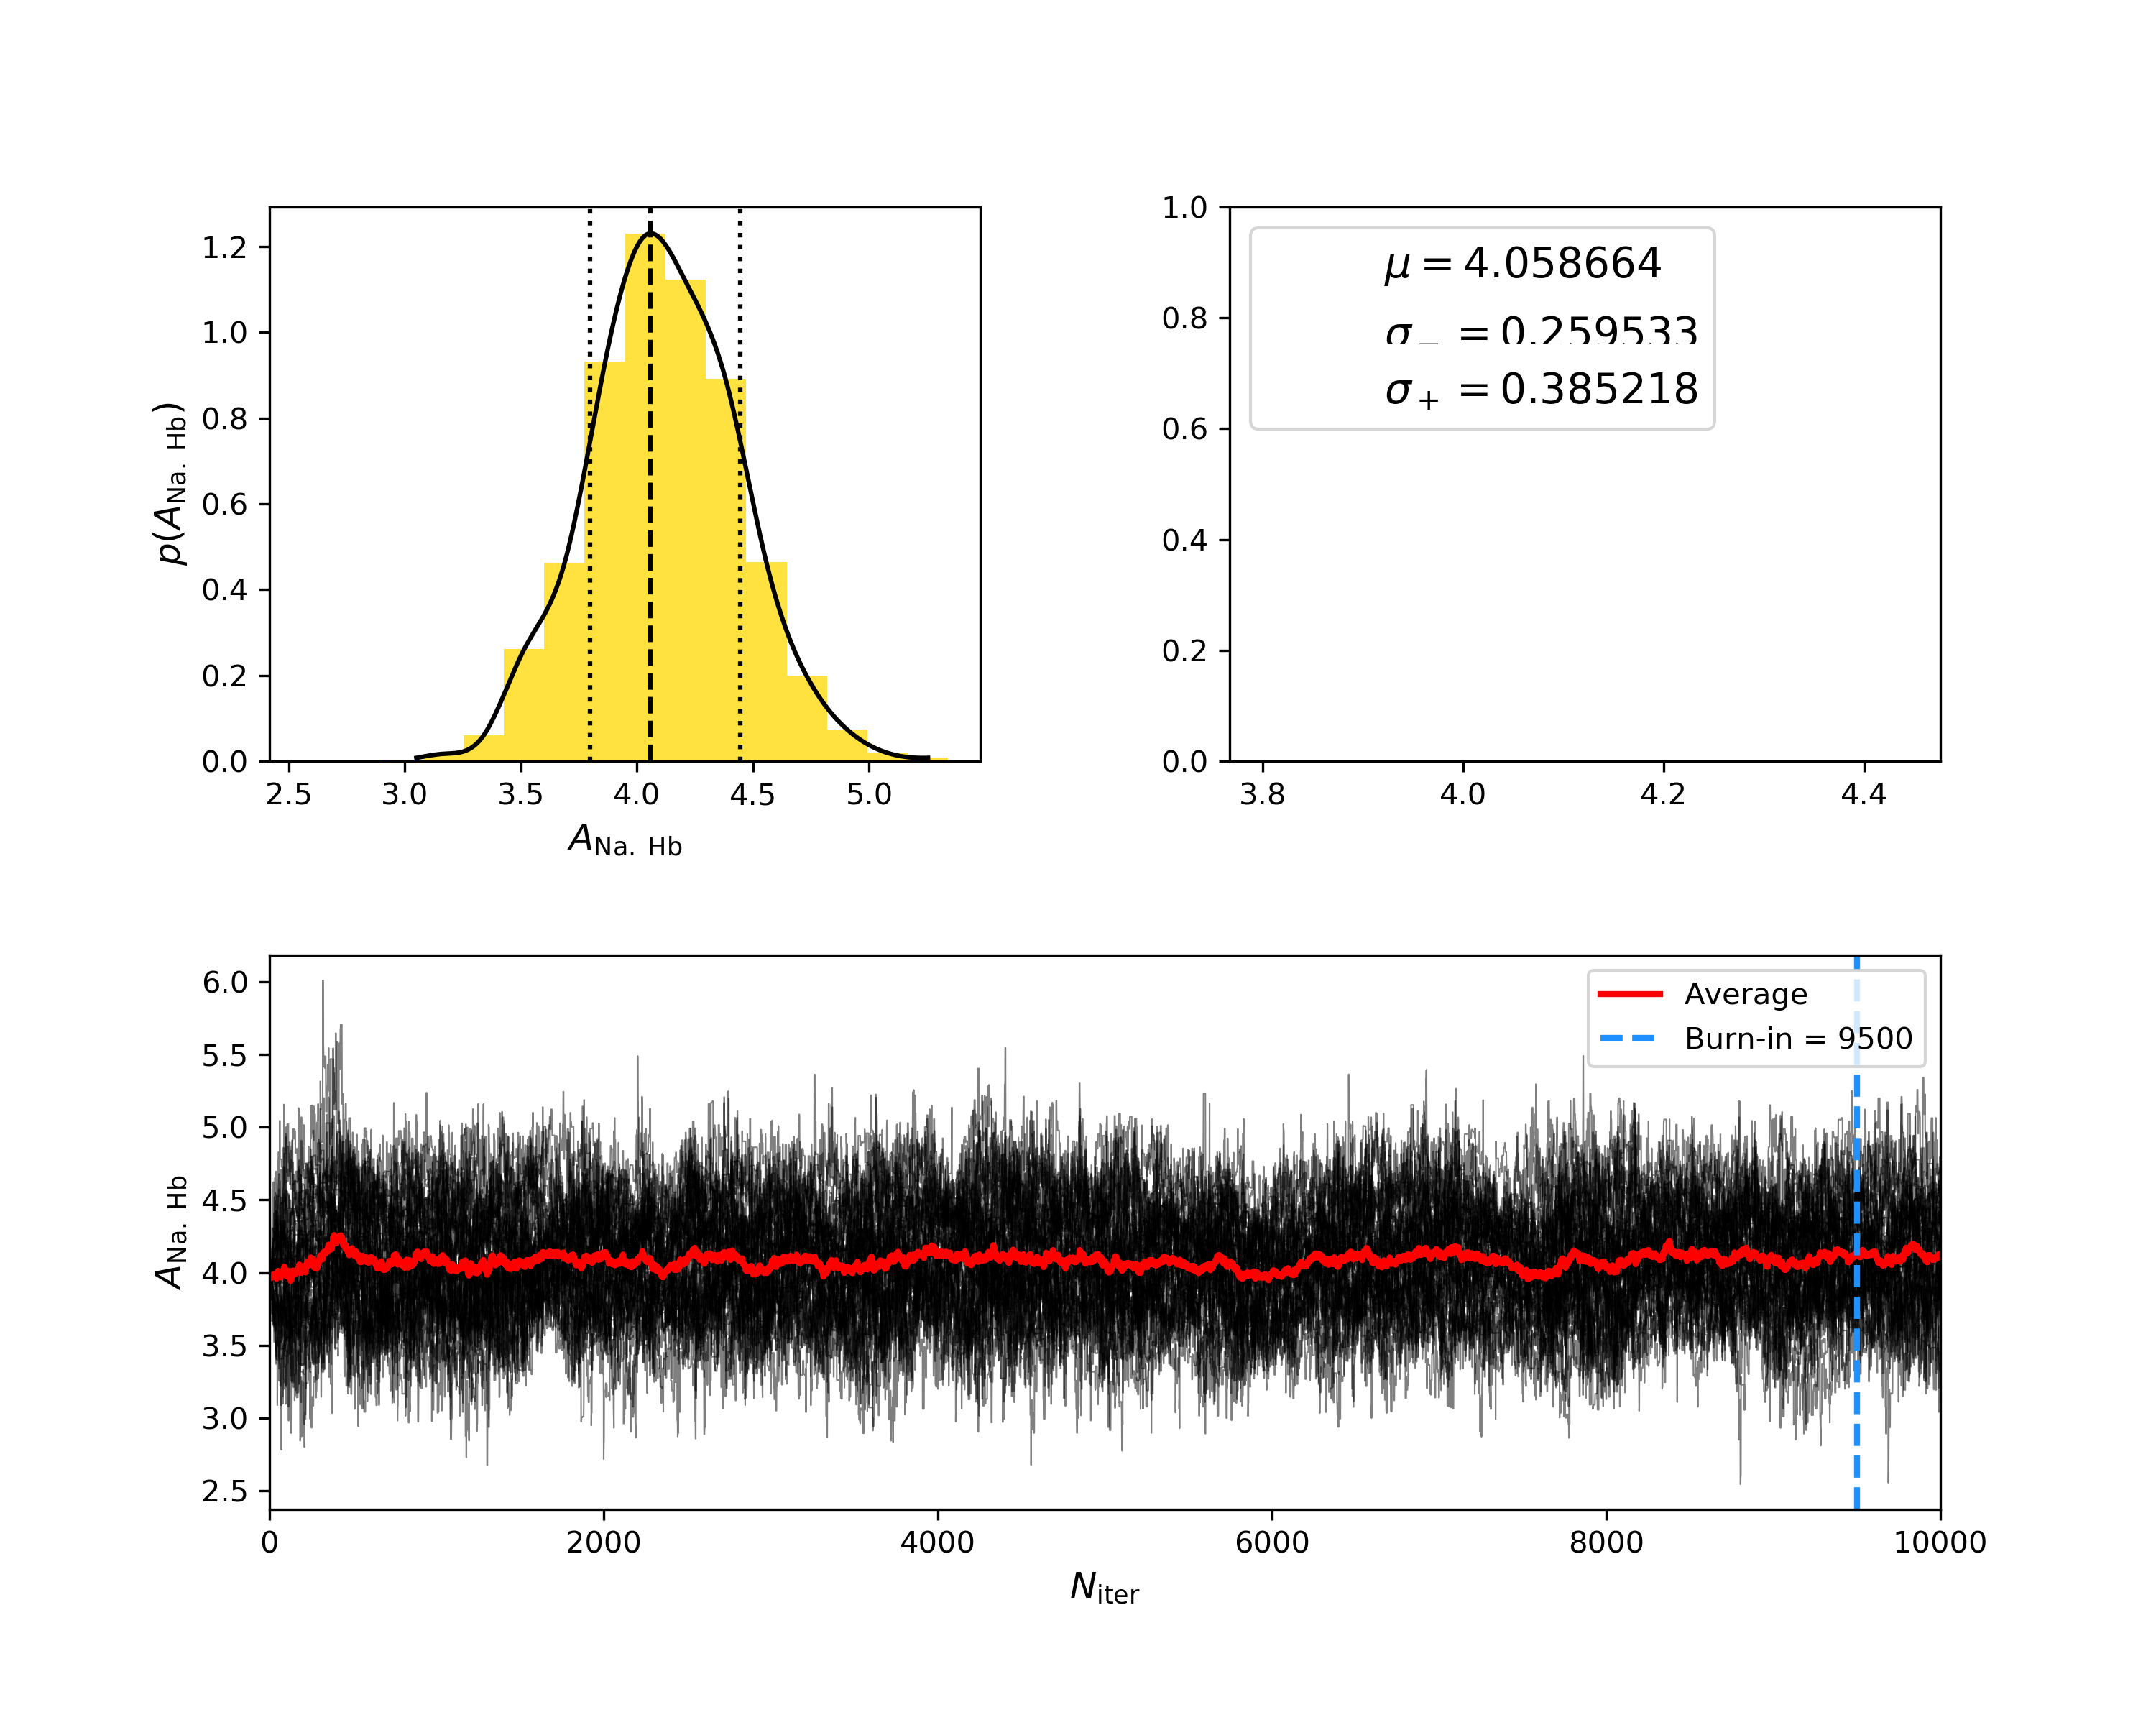 1.2
1.0
0.8
0.6
0.4
0.2
0.0
p(A_Na. Hb)
2.5 3.0 3.5 4.0 4.5 5.0
A_Na. Hb
1.0
0.8
0.6
0.4
0.2
0.0
μ = 4.058664
σ_− = 0.259533
σ_+ = 0.385218
3.8 4.0 4.2 4.4
6.0
5.5
5.0
4.5
4.0
3.5
3.0
2.5
A_Na. Hb
Average
Burn-in = 9500
0 2000 4000 6000 8000 10000
N_iter